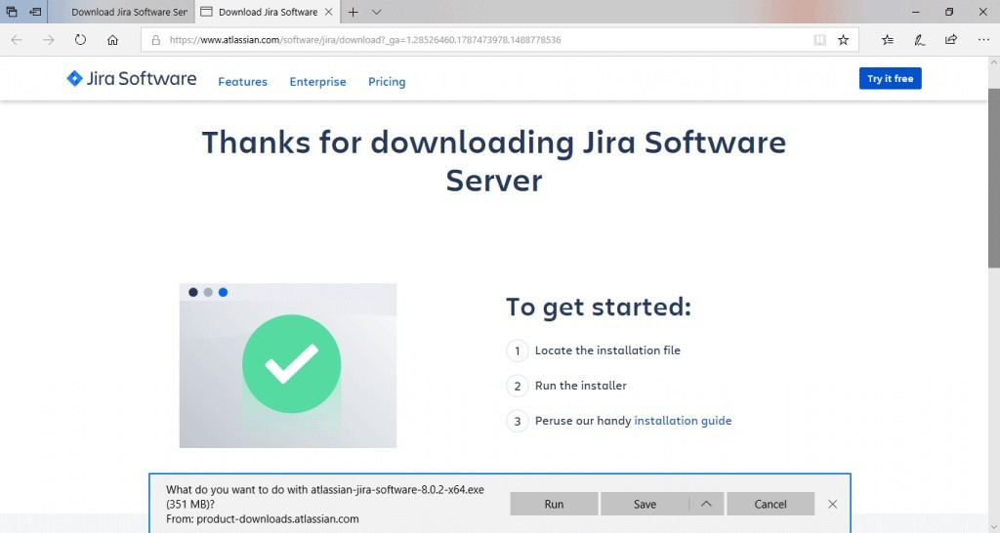 Download Jira Software Ser
Download Jira Software
https://www.atlassian.com/software/jira/download?_ga=1.28526460.1787473978.1488778536
Jira Software Features Enterprise Pricing Try it free
Thanks for downloading Jira Software
Server
To get started:
1 Locate the installation file
2 Run the installer
3 Peruse our handy installation guide
What do you want to do with atlassian-jira-software-8.0.2-x64.exe
(351 MB)?
From: product-downloads.atlassian.com
Run Save Cancel